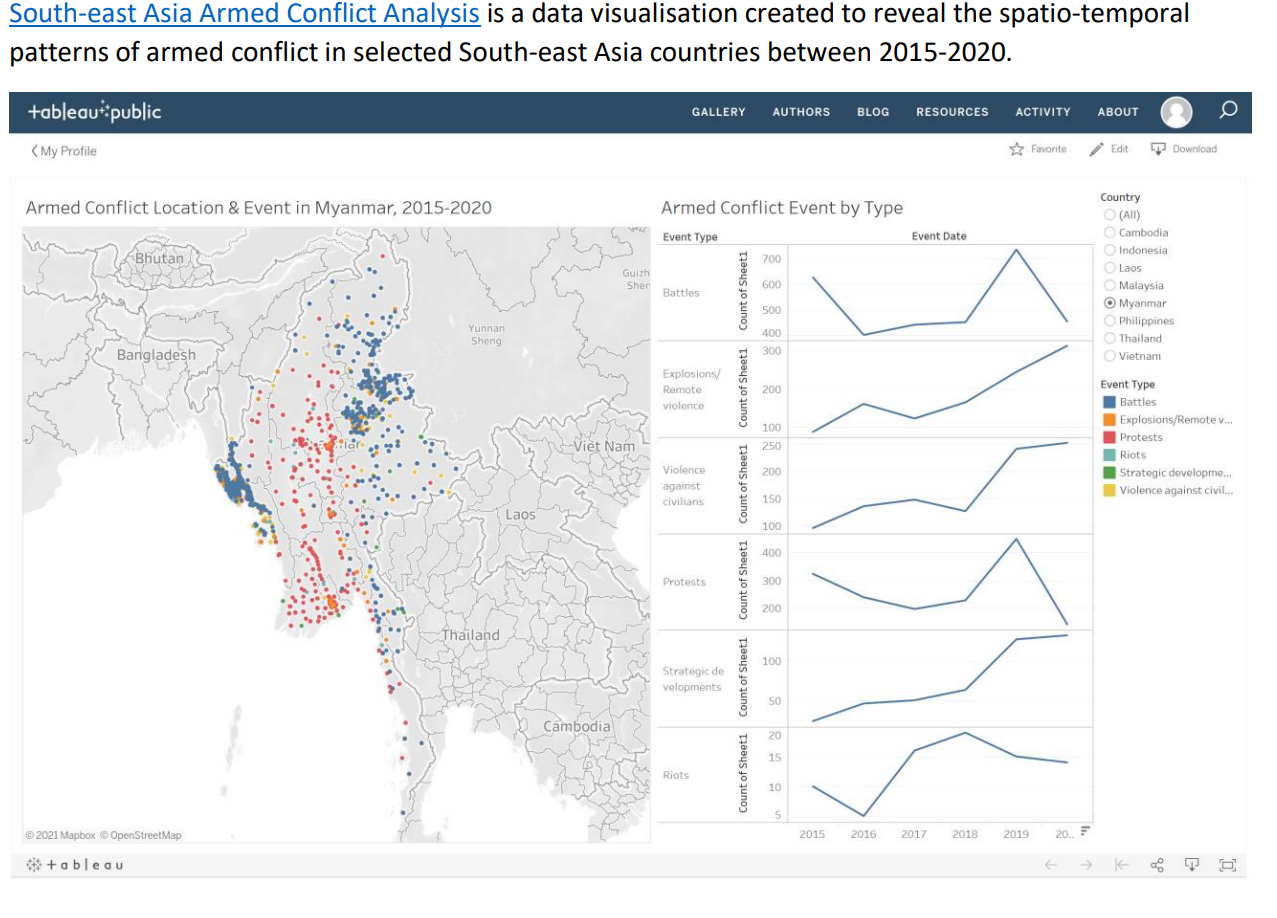 South-east Asia Armed Conflict Analysis is a data visualisation created to reveal the spatio-temporal
patterns of armed conflict in selected South-east Asia countries between 2015-2020.
+ableau public
GALLERY AUTHORS BLOG RESOURCES ACTIVITY ABOUT
My Profile
Favorite Edit Download
Armed Conflict Location & Event in Myanmar, 2015-2020
Bhutan
Guizh
Sher
Yunnan
Sheng
Bangladesh
Viet Nam
Laos
Thailand
Cambodia
© 2021 Mapbox © OpenStreetMap
Armed Conflict Event by Type
Event Type
Event Date
Battles
Count of Sheet1
700
600
500
400
Explosions/
Remote
violence
Count of Sheet1
300
200
100
Violence
against
civilians
Count of Sheet1
250
200
150
100
Protests
Count of Sheet1
400
300
200
Strategic de
velopments
Count of Sheet1
100
50
Riots
Count of Sheet1
20
15
10
5
2015 2016 2017 2018 2019 20..
Country
(All)
Cambodia
Indonesia
Laos
Malaysia
Myanmar
Philippines
Thailand
Vietnam
Event Type
Battles
Explosions/Remote v...
Protests
Riots
Strategic developme...
Violence against civil...
+ a b l e a u